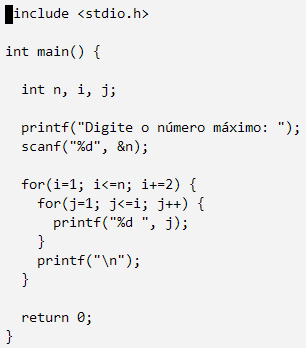 include <stdio.h>
int main() {
int n, i, j;
printf("Digite o número máximo: ");
scanf("%d", &n);
for(i=1; i<=n; i+=2) {
for(j=1; j<=i; j++) {
printf("%d ", j);
}
printf("\n");
}
return 0;
}